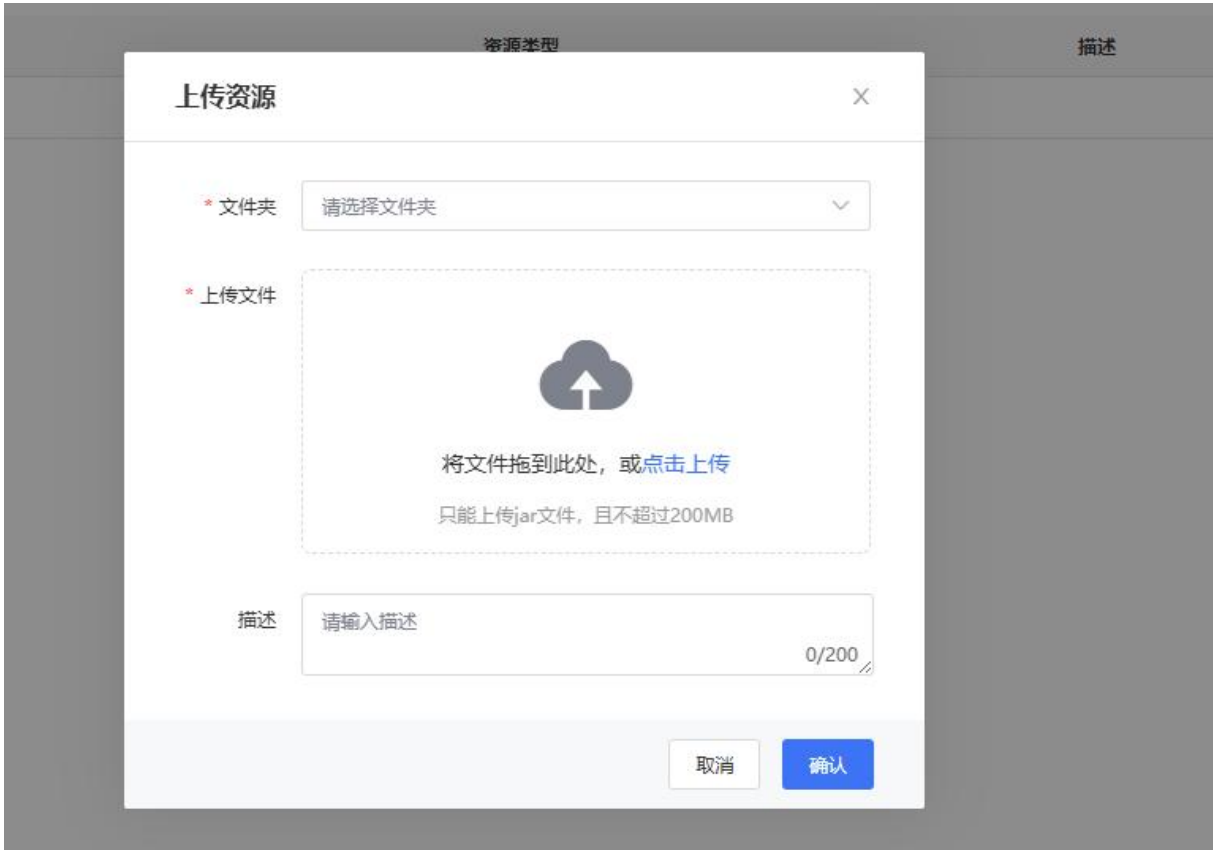 资源类型
描述
上传资源
* 文件夹
请选择文件夹
* 上传文件
将文件拖到此处，或点击上传
只能上传jar文件，且不超过200MB
描述
请输入描述
0/200
取消
确认